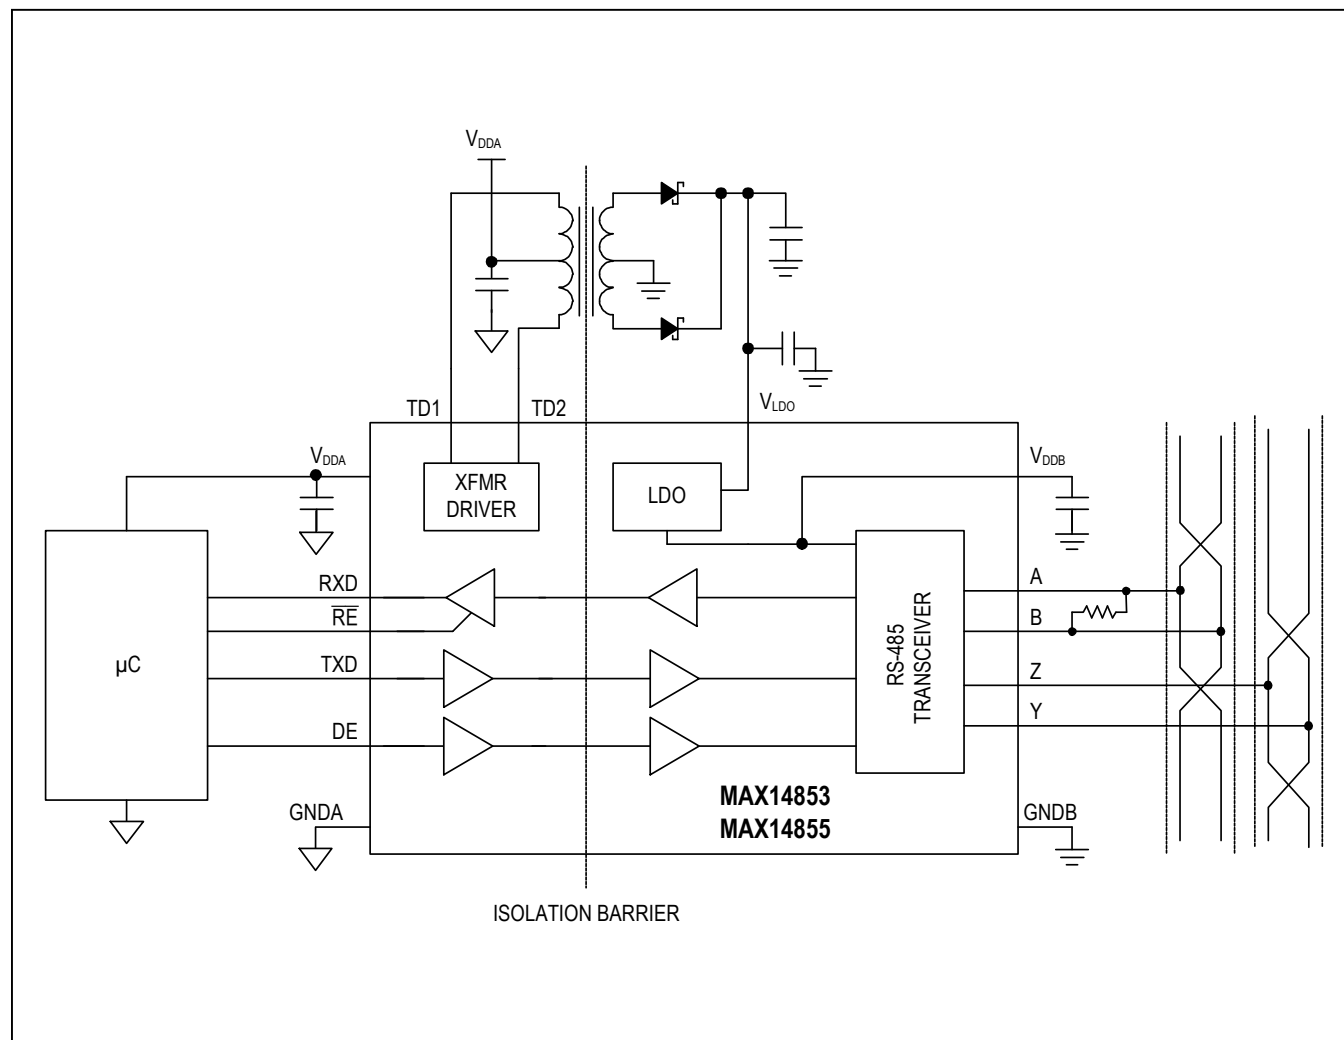 VDDA
TD1
TD2
VLDO
VDDA
XFMR
DRIVER
LDO
VDDB
RXD
RE
TXD
DE
µC
RS-485
TRANSCEIVER
A
B
Z
Y
MAX14853
MAX14855
GNDA
GNDB
ISOLATION BARRIER